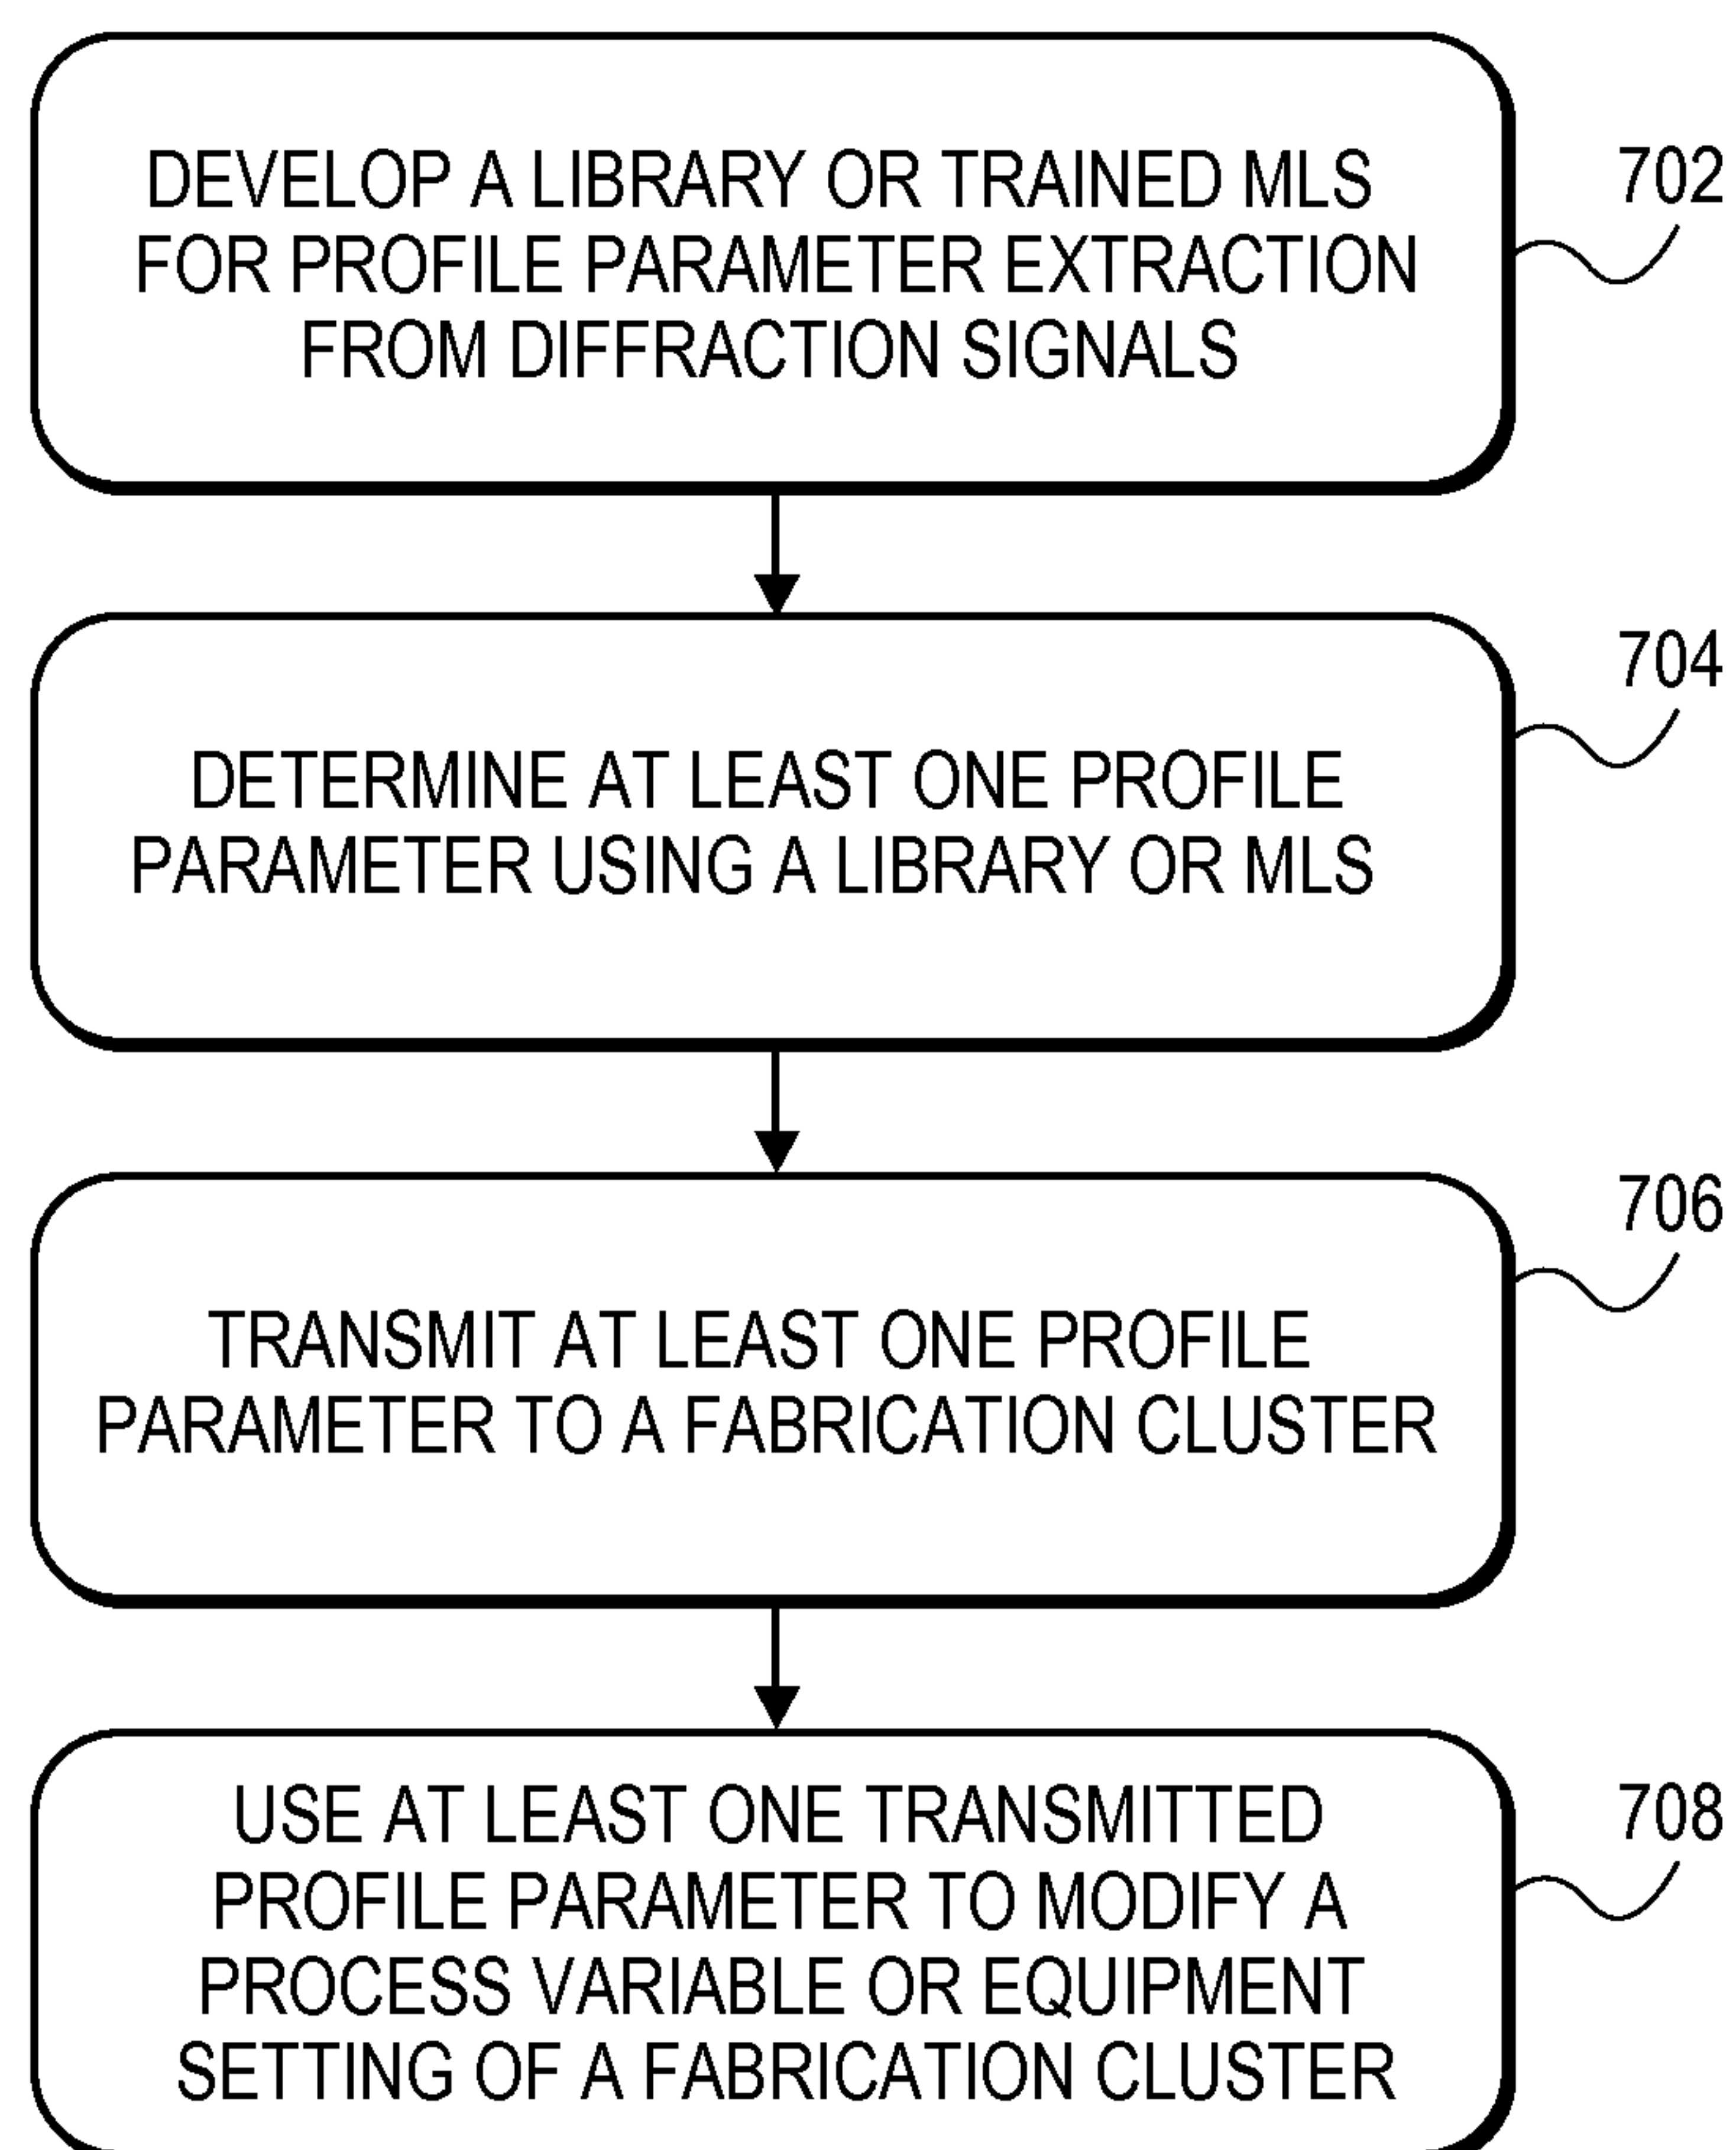 DEVELOP A LIBRARY OR TRAINED MLS
FOR PROFILE PARAMETER EXTRACTION
FROM DIFFRACTION SIGNALS
702
DETERMINE AT LEAST ONE PROFILE
PARAMETER USING A LIBRARY OR MLS
704
TRANSMIT AT LEAST ONE PROFILE
PARAMETER TO A FABRICATION CLUSTER
706
USE AT LEAST ONE TRANSMITTED
PROFILE PARAMETER TO MODIFY A
PROCESS VARIABLE OR EQUIPMENT
SETTING OF A FABRICATION CLUSTER
708